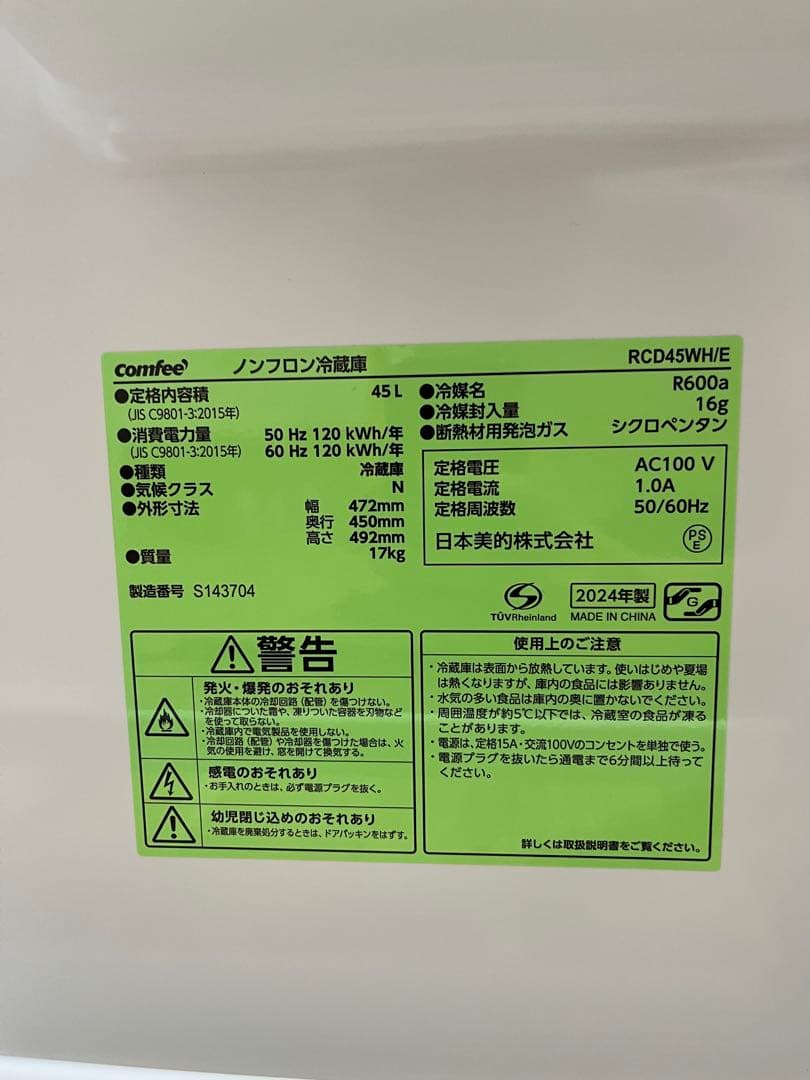 comfee' ノンフロン冷蔵庫 RCD45WH/E
●定格内容積 45 L
(JIS C9801-3:2015年)
●消費電力量 50 Hz 120 kWh/年
(JIS C9801-3:2015年) 60 Hz 120 kWh/年
●種類 冷蔵庫
●気候クラス N
●外形寸法 幅 472mm
奥行 450mm
高さ 492mm
●質量 17kg
製造番号 S143704
●冷媒名 R600a
●冷媒封入量 16g
●断熱材用発泡ガス シクロペンタン
定格電圧 AC100 V
定格電流 1.0A
定格周波数 50/60Hz
日本美的株式会社 PS E
TÜVRheinland
2024年製
MADE IN CHINA
G
警告
発火・爆発のおそれあり
・冷蔵庫本体の冷却回路（配管）を傷つけない。
・冷却器についた霜や、凍りついた容器を刃物など
を使って取らない。
・冷蔵庫内で電気製品を使用しない。
・冷却回路（配管）や冷却器を傷つけた場合は、火
気の使用を避け、窓を開けて換気する。
感電のおそれあり
・お手入れのときは、必ず電源プラグを抜く。
幼児閉じ込めのおそれあり
・冷蔵庫を廃棄処分するときは、ドアパッキンをはずす。
使用上のご注意
・冷蔵庫は表面から放熱しています。使いはじめや夏場
は熱くなりますが、庫内の食品には影響ありません。
・水気の多い食品は庫内の奥に置かないでください。
・周囲温度が約5℃以下では、冷蔵室の食品が凍る
ことがあります。
・電源は、定格15A・交流100Vのコンセントを単独で使う。
・電源プラグを抜いたら通電まで6分間以上待って
ください。
詳しくは取扱説明書をご覧ください。